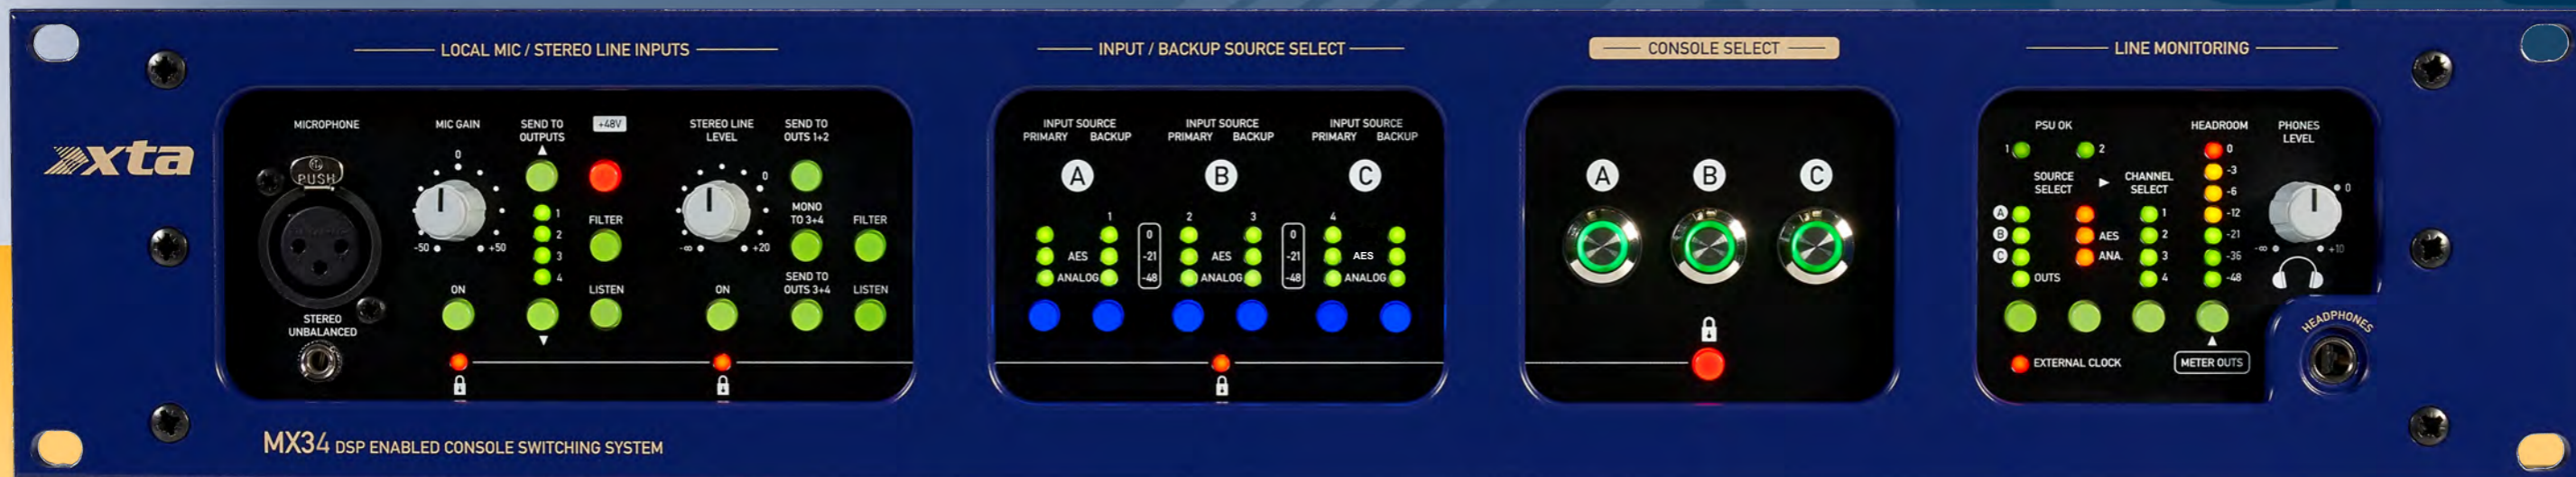 LOCAL MIC / STEREO LINE INPUTS
INPUT / BACKUP SOURCE SELECT
CONSOLE SELECT
LINE MONITORING
xta
MICROPHONE
PUSH
STEREO
UNBALANCED
MIC GAIN
0
-50
+50
ON
SEND TO
OUTPUTS
1
2
3
4
+48V
FILTER
LISTEN
STEREO LINE
LEVEL
0
-∞
+20
ON
SEND TO
OUTS 1+2
MONO
TO 3+4
SEND TO
OUTS 3+4
FILTER
LISTEN
INPUT SOURCE
PRIMARY BACKUP
A
1
AES
ANALOG
0
-21
-48
INPUT SOURCE
PRIMARY BACKUP
B
2 3
AES
ANALOG
0
-21
-48
INPUT SOURCE
PRIMARY BACKUP
C
4
AES
ANALOG
A B C
PSU OK
1 2
SOURCE
SELECT
A
B
C
OUTS
AES
ANA.
CHANNEL
SELECT
1
2
3
4
HEADROOM
0
-3
-6
-12
-21
-36
-48
METER OUTS
EXTERNAL CLOCK
PHONES
LEVEL
0
-∞
+10
HEADPHONES
MX34 DSP ENABLED CONSOLE SWITCHING SYSTEM